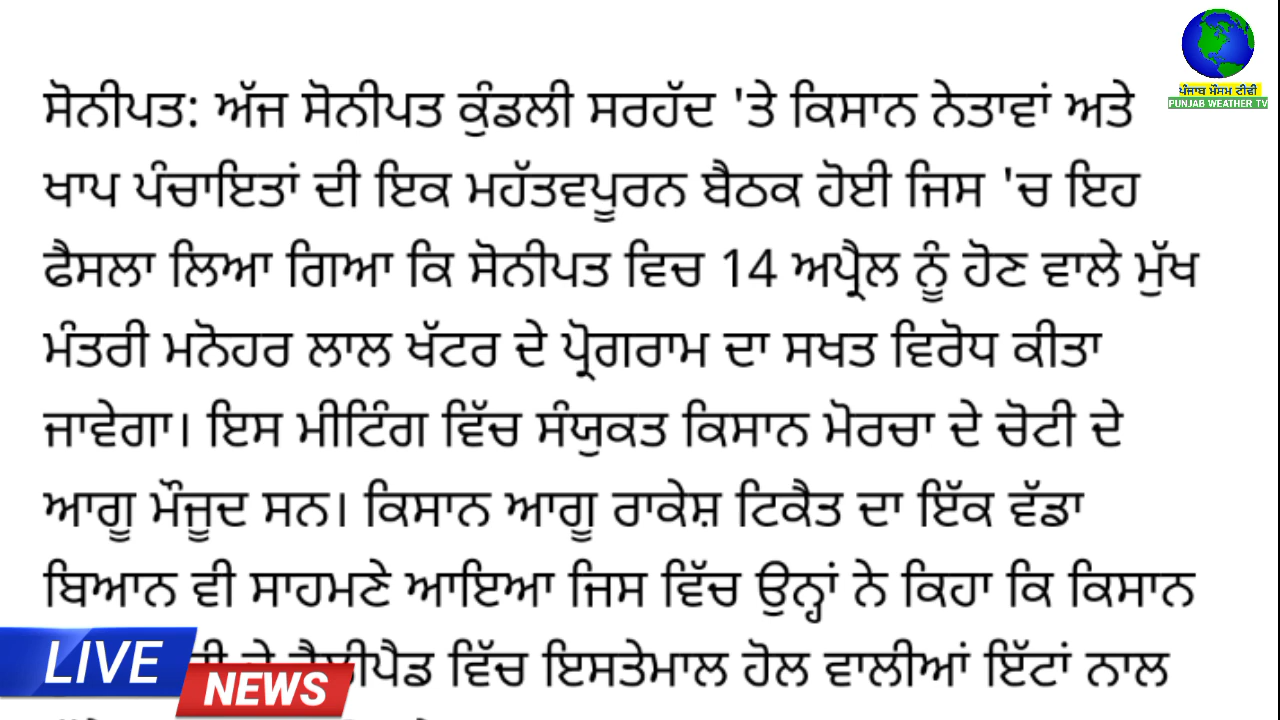 ਪੰਜਾਬ ਮੌਸਮ ਟੀਵੀ
PUNJAB WEATHER TV
ਸੋਨੀਪਤ: ਅੱਜ ਸੋਨੀਪਤ ਕੁੰਡਲੀ ਸਰਹੱਦ 'ਤੇ ਕਿਸਾਨ ਨੇਤਾਵਾਂ ਅਤੇ
ਖਾਪ ਪੰਚਾਇਤਾਂ ਦੀ ਇਕ ਮਹੱਤਵਪੂਰਨ ਬੈਠਕ ਹੋਈ ਜਿਸ 'ਚ ਇਹ
ਫੈਸਲਾ ਲਿਆ ਗਿਆ ਕਿ ਸੋਨੀਪਤ ਵਿਚ 14 ਅਪ੍ਰੈਲ ਨੂੰ ਹੋਣ ਵਾਲੇ ਮੁੱਖ
ਮੰਤਰੀ ਮਨੋਹਰ ਲਾਲ ਖੱਟਰ ਦੇ ਪ੍ਰੋਗਰਾਮ ਦਾ ਸਖਤ ਵਿਰੋਧ ਕੀਤਾ
ਜਾਵੇਗਾ। ਇਸ ਮੀਟਿੰਗ ਵਿੱਚ ਸੰਯੁਕਤ ਕਿਸਾਨ ਮੋਰਚਾ ਦੇ ਚੋਟੀ ਦੇ
ਆਗੂ ਮੌਜੂਦ ਸਨ। ਕਿਸਾਨ ਆਗੂ ਰਾਕੇਸ਼ ਟਿਕੈਤ ਦਾ ਇੱਕ ਵੱਡਾ
ਬਿਆਨ ਵੀ ਸਾਹਮਣੇ ਆਇਆ ਜਿਸ ਵਿੱਚ ਉਨ੍ਹਾਂ ਨੇ ਕਿਹਾ ਕਿ ਕਿਸਾਨ
ਵਿੱਚ ਇਸਤੇਮਾਲ ਹੋਲ ਵਾਲੀਆਂ ਇੱਟਾਂ ਨਾਲ
LIVE
NEWS